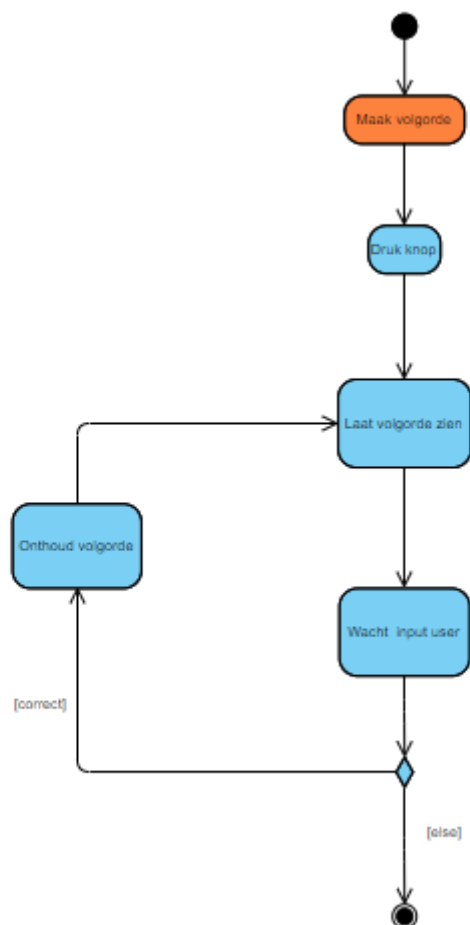 Maak volgorde
Druk knop
Laat volgorde zien
Onthoud volgorde
Wacht input user
[correct]
[else]